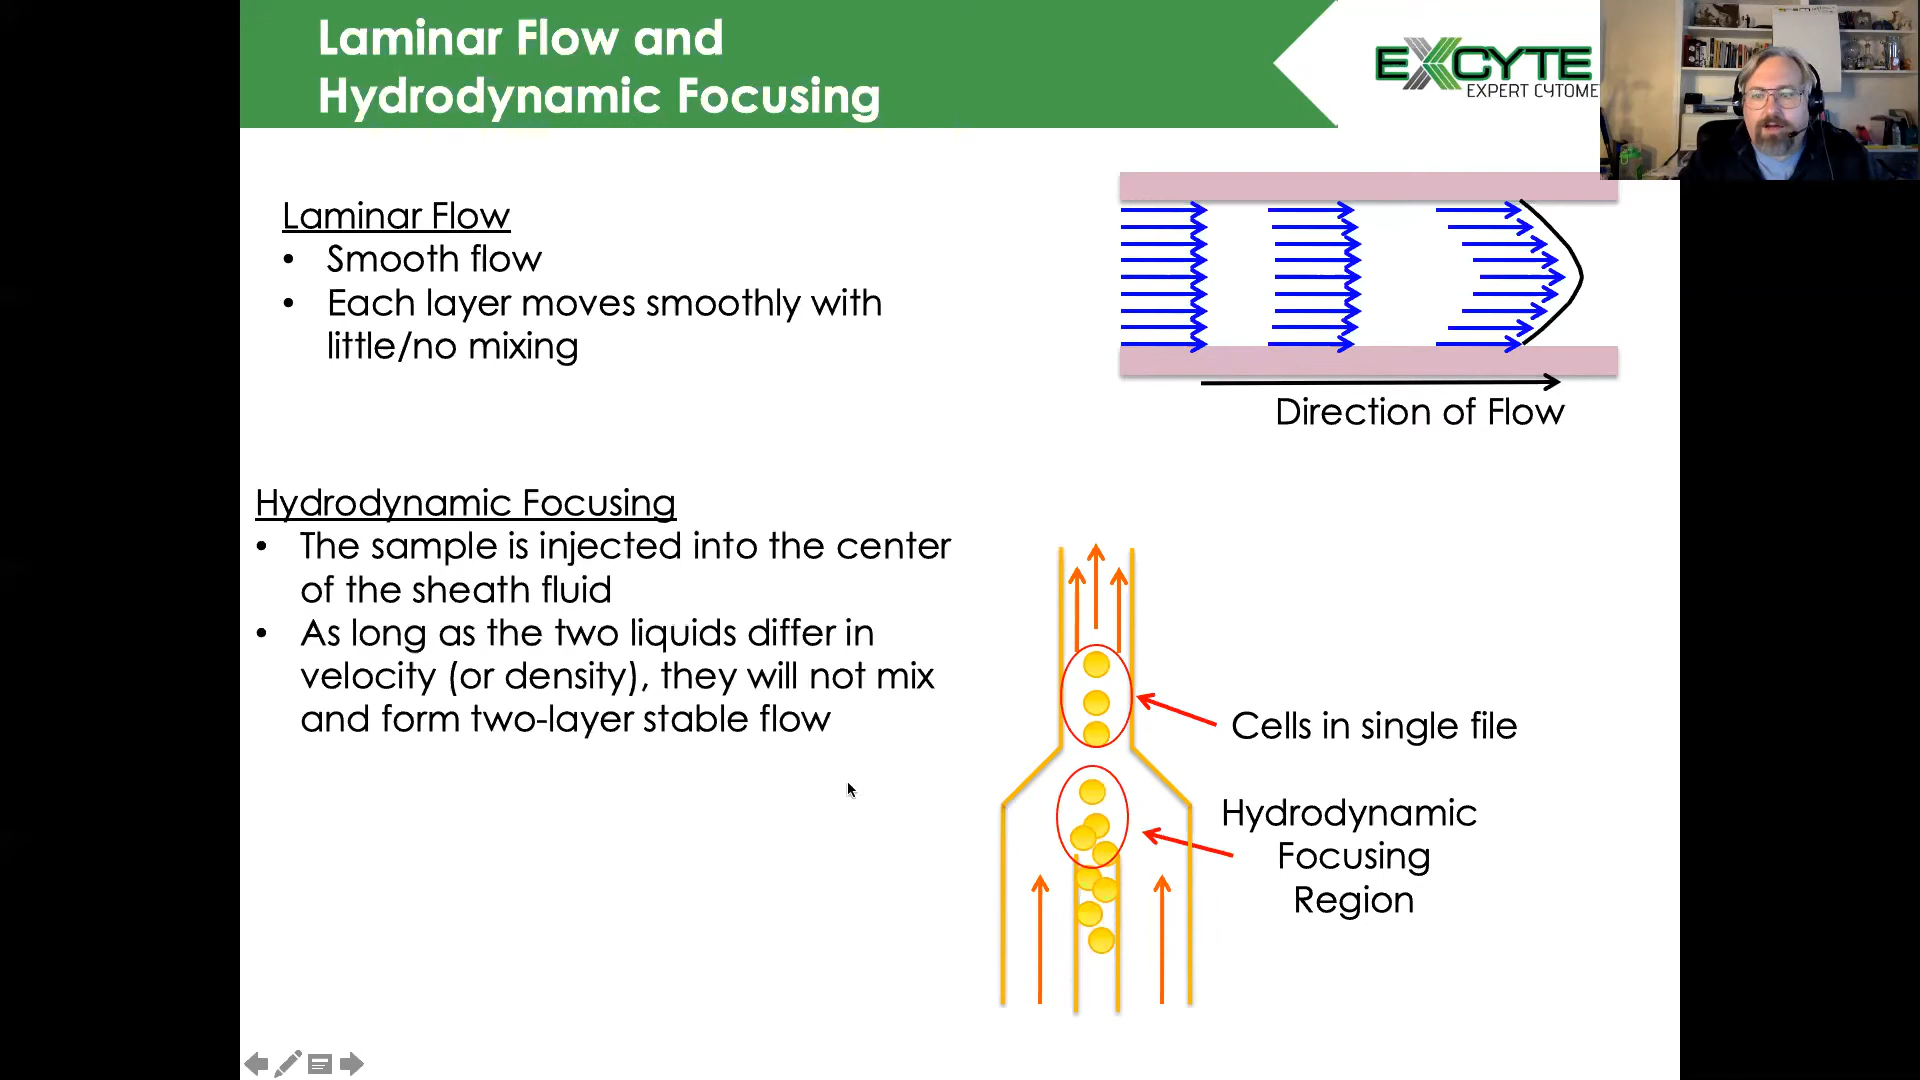 Laminar Flow and
Hydrodynamic Focusing
EXCYTE
EXPERT CYTOME
Laminar Flow
• Smooth flow
• Each layer moves smoothly with
little/no mixing
Direction of Flow
Hydrodynamic Focusing
• The sample is injected into the center
of the sheath fluid
• As long as the two liquids differ in
velocity (or density), they will not mix
and form two-layer stable flow
Cells in single file
Hydrodynamic
Focusing
Region